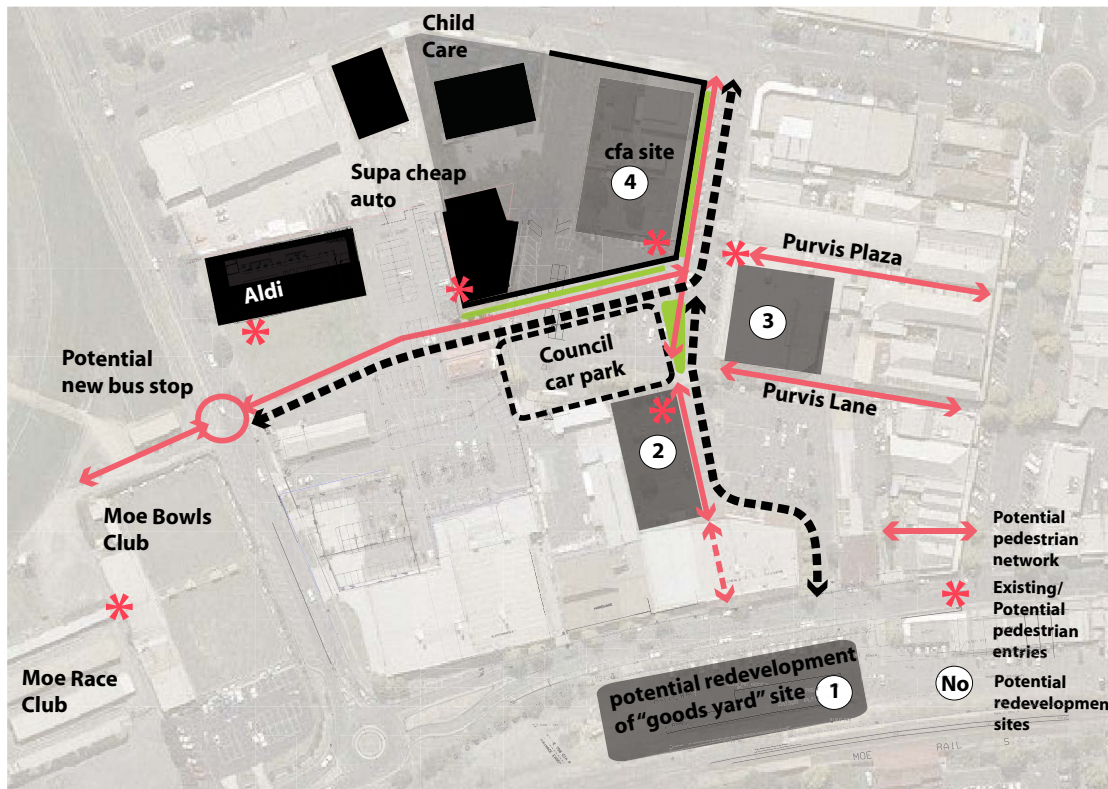 Child
Care
cfa site
4
Supa cheap
auto
Purvis Plaza
Aldi
3
Council
car park
Potential
new bus stop
Purvis Lane
2
Moe Bowls
Club
Potential
pedestrian
network
Existing/
Potential
pedestrian
entries
Moe Race
Club
potential redevelopment
of "goods yard" site
1
No
Potential
redevelopment
sites
MOE
RAIL
S